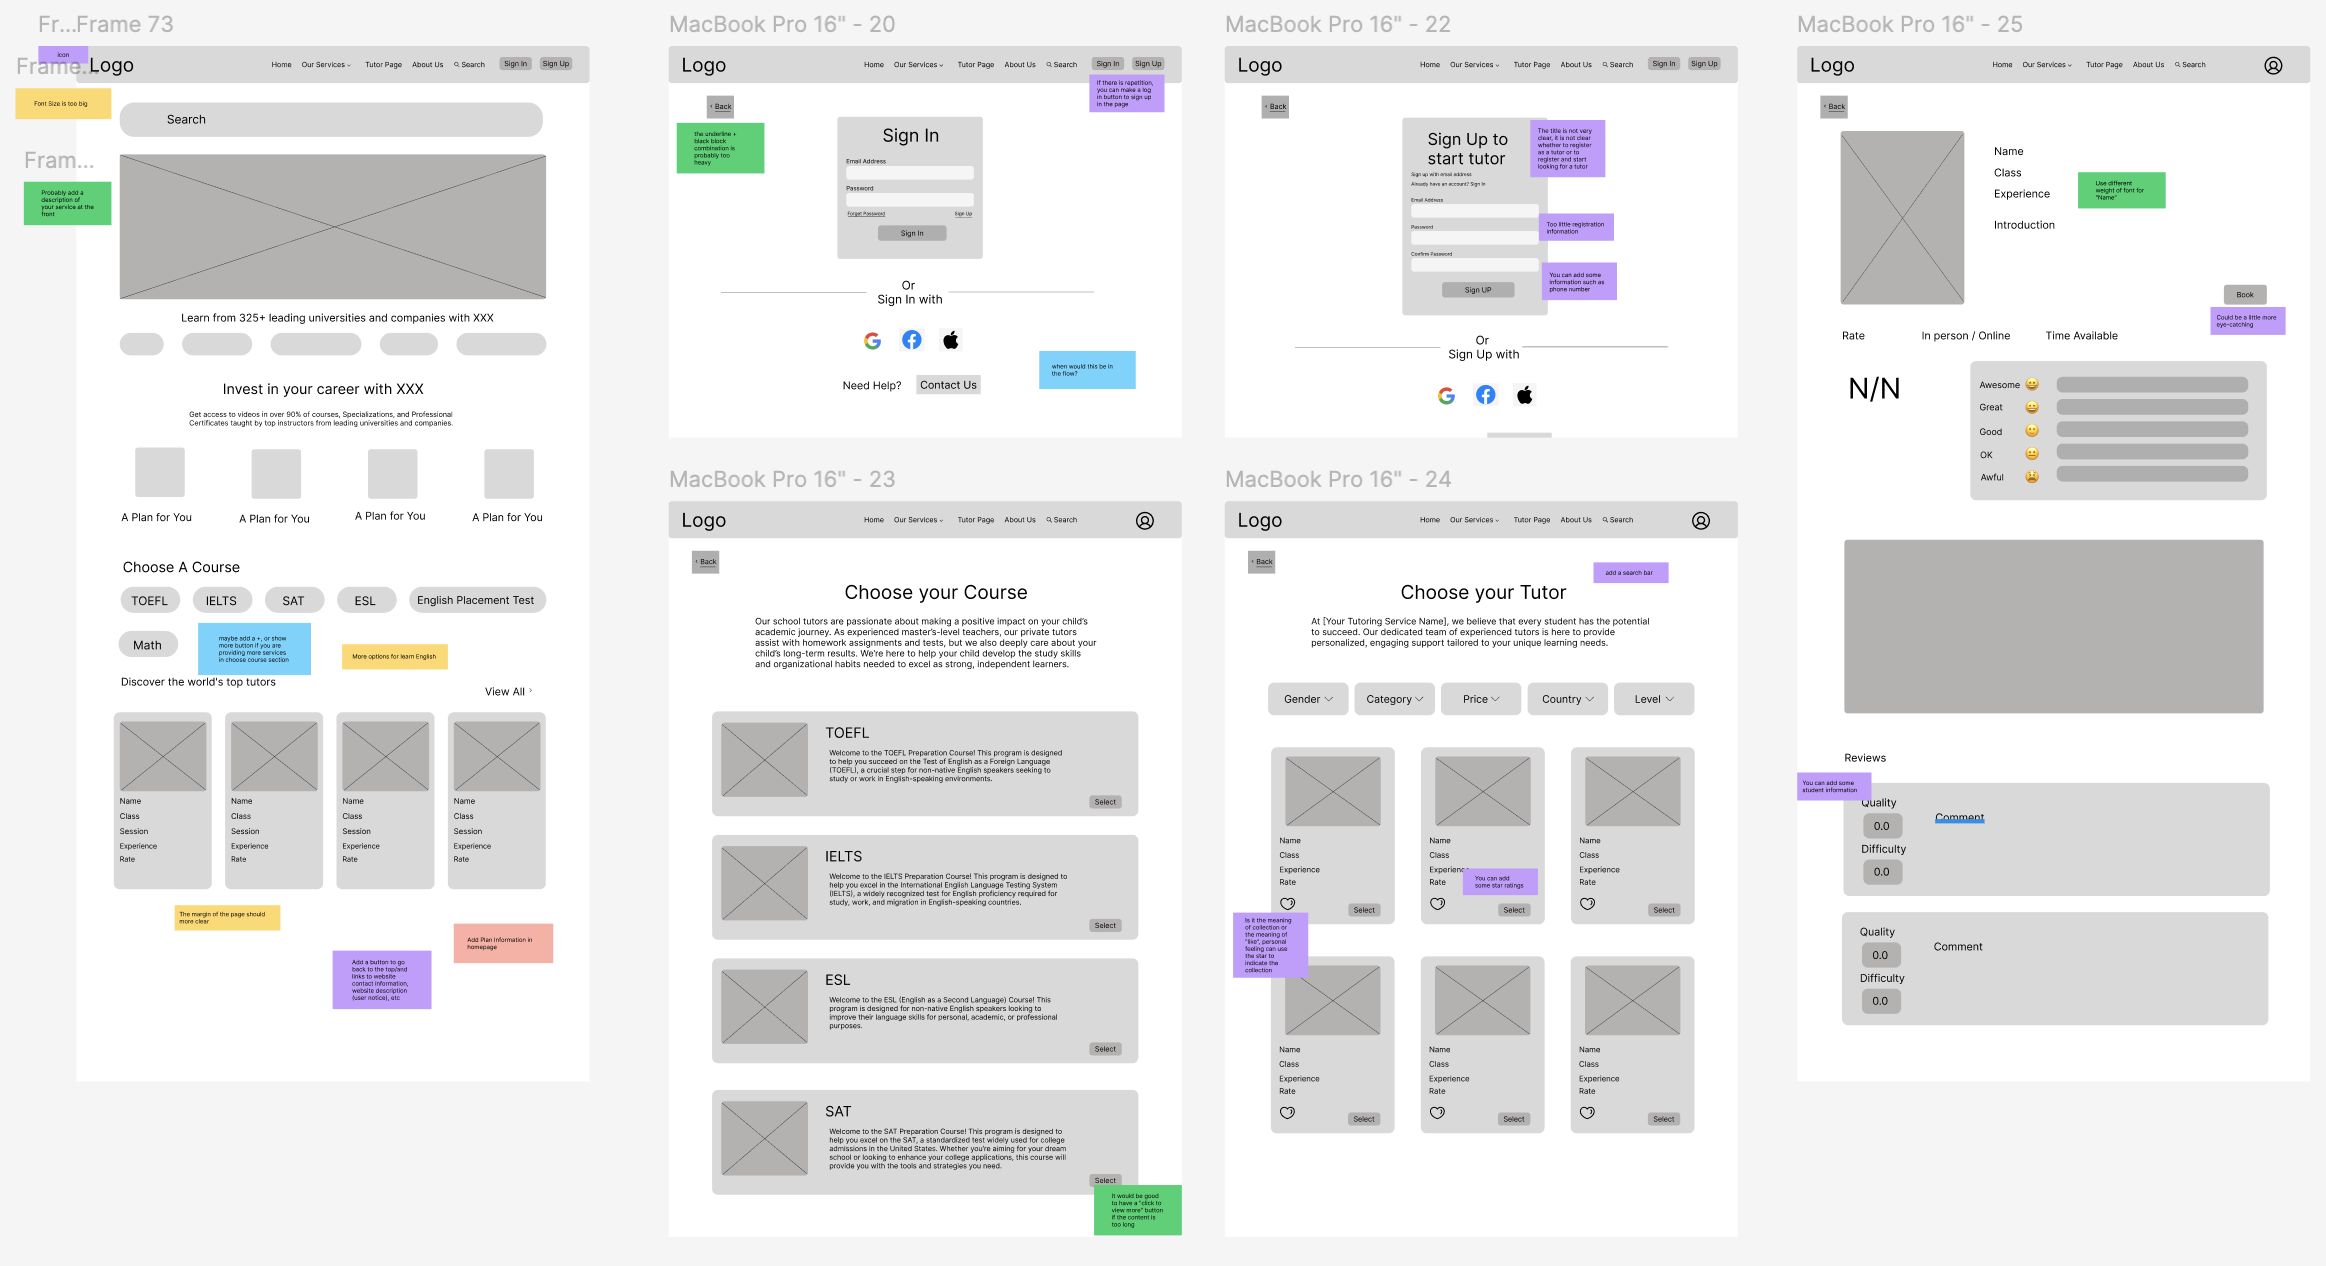 Fr...Frame 73
icon
Frame...
Logo
Home Our Services Tutor Page About Us Search Sign In Sign Up
Font Size is too big
Search
Fram...
Probably add a
description of
your service at the
front
Learn from 325+ leading universities and companies with XXX
Invest in your career with XXX
Get access to videos in over 90% of courses, Specializations, and Professional
Certificates taught by top instructors from leading universities and companies.
A Plan for You A Plan for You A Plan for You A Plan for You
Choose A Course
TOEFL IELTS SAT ESL English Placement Test
Math
maybe add a +, or show
more button if you are
providing more services
in choose course section
More options for learn English
Discover the world's top tutors
View All
Name Name Name Name
Class Class Class Class
Session Session Session Session
Experience Experience Experience Experience
Rate Rate Rate Rate
The margin of the page should
more clear
Add Plan Information in
homepage
Add a button to go
back to the top/and
links to website
contact information,
website description
(user notice), etc
MacBook Pro 16" - 20
Logo
Home Our Services Tutor Page About Us Search Sign In Sign Up
If there is repetition,
you can make a log
in button to sign up
in the page
Back
the underline +
black block
combination is
probably too
heavy
Sign In
Email Address
Password
Forget Password Sign Up
Sign In
Or
Sign In with
when would this be in
the flow?
Need Help? Contact Us
MacBook Pro 16" - 22
Logo
Home Our Services Tutor Page About Us Search Sign In Sign Up
Back
Sign Up to
start tutor
The title is not very
clear, it is not clear
whether to register
as a tutor or to
register and start
looking for a tutor
Sign up with email address
Already have an account? Sign In
Email Address
Password
Too little registration
information
Confirm Password
You can add some
information such as
phone number
Sign UP
Or
Sign Up with
MacBook Pro 16" - 23
Logo
Home Our Services Tutor Page About Us Search
Back
Choose your Course
Our school tutors are passionate about making a positive impact on your child's
academic journey. As experienced master's-level teachers, our private tutors
assist with homework assignments and tests, but we also deeply care about your
child's long-term results. We're here to help your child develop the study skills
and organizational habits needed to excel as strong, independent learners.
TOEFL
Welcome to the TOEFL Preparation Course! This program is designed
to help you succeed on the Test of English as a Foreign Language
(TOEFL), a crucial step for non-native English speakers seeking to
study or work in English-speaking environments.
Select
IELTS
Welcome to the IELTS Preparation Course! This program is designed to
help you excel in the International English Language Testing System
(IELTS), a widely recognized test for English proficiency required for
study, work, and migration in English-speaking countries.
Select
ESL
Welcome to the ESL (English as a Second Language) Course! This
program is designed for non-native English speakers looking to
improve their language skills for personal, academic, or professional
purposes.
Select
SAT
Welcome to the SAT Preparation Course! This program is designed to
help you excel on the SAT, a standardized test widely used for college
admissions in the United States. Whether you're aiming for your dream
school or looking to enhance your college applications, this course will
provide you with the tools and strategies you need.
Select
It would be good
to have a "click to
view more" button
if the content is
too long
MacBook Pro 16" - 24
Logo
Home Our Services Tutor Page About Us Search
Back
add a search bar
Choose your Tutor
At [Your Tutoring Service Name], we believe that every student has the potential
to succeed. Our dedicated team of experienced tutors is here to provide
personalized, engaging support tailored to your unique learning needs.
Gender Category Price Country Level
Name Name Name
Class Class Class
Experience Experience Experience
Rate Rate Rate
You can add
some star ratings
Select Select Select
Is it the meaning
of collection or
the meaning of
"like", personal
feeling can use
the star to
indicate the
collection
Name Name Name
Class Class Class
Experience Experience Experience
Rate Rate Rate
Select Select Select
MacBook Pro 16" - 25
Logo
Home Our Services Tutor Page About Us Search
Back
Name
Class
Experience
Use different
weight of font for
"Name"
Introduction
Book
Could be a little more
eye-catching
Rate In person / Online Time Available
N/N
Awesome
Great
Good
OK
Awful
Reviews
You can add some
student information
Quality
0.0
Comment
Difficulty
0.0
Quality
Comment
0.0
Difficulty
0.0